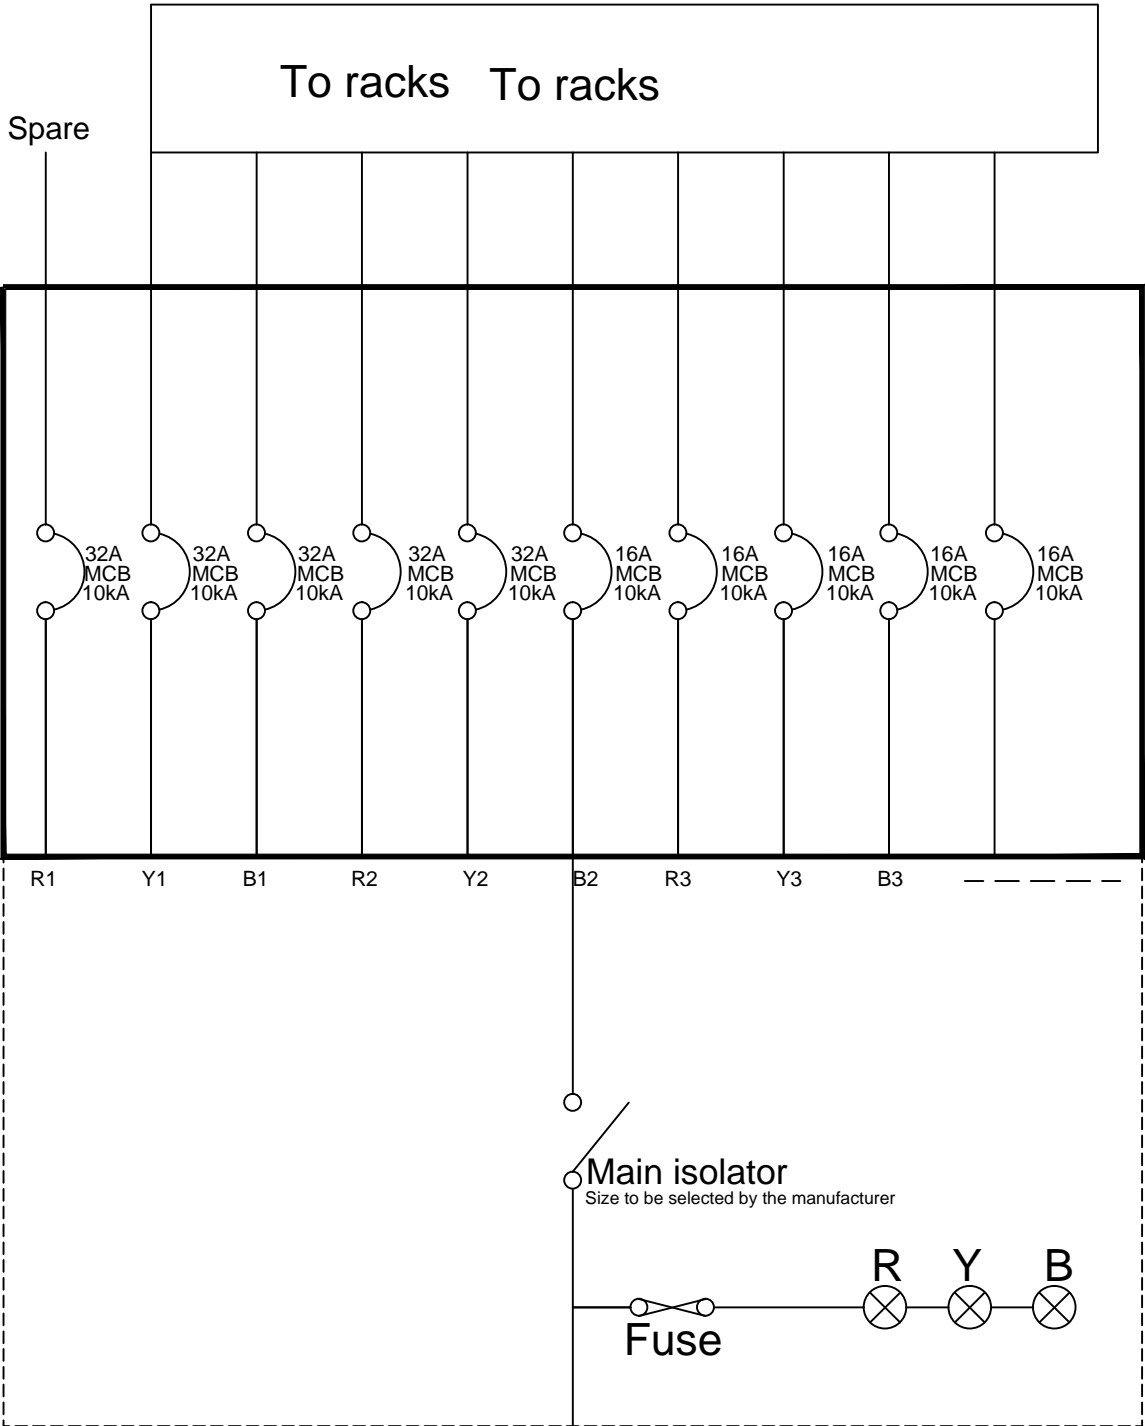 To racks To racks
Spare
32A 32A 32A 32A 32A 16A 16A 16A 16A 16A
MCB MCB MCB MCB MCB MCB MCB MCB MCB MCB
10kA 10kA 10kA 10kA 10kA 10kA 10kA 10kA 10kA 10kA
R1 Y1 B1 R2 Y2 B2 R3 Y3 B3
Main isolator
Size to be selected by the manufacturer
R Y B
Fuse